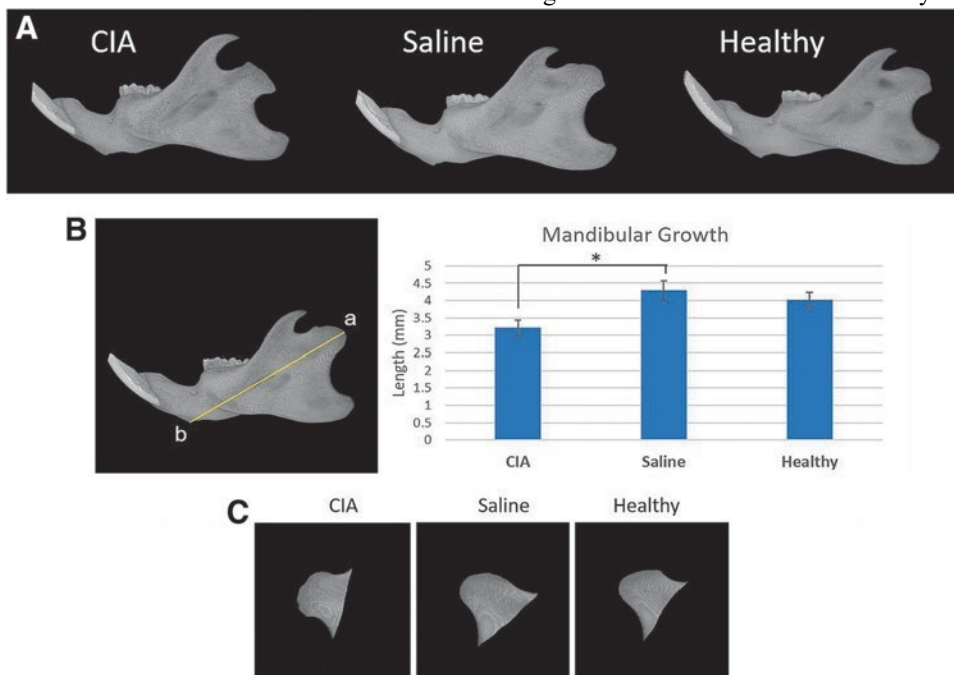 A
CIA
Saline
Healthy
B
a
b
Mandibular Growth
*
5
4.5
4
3.5
3
2.5
2
1.5
1
0.5
0
Length (mm)
CIA
Saline
Healthy
C
CIA
Saline
Healthy